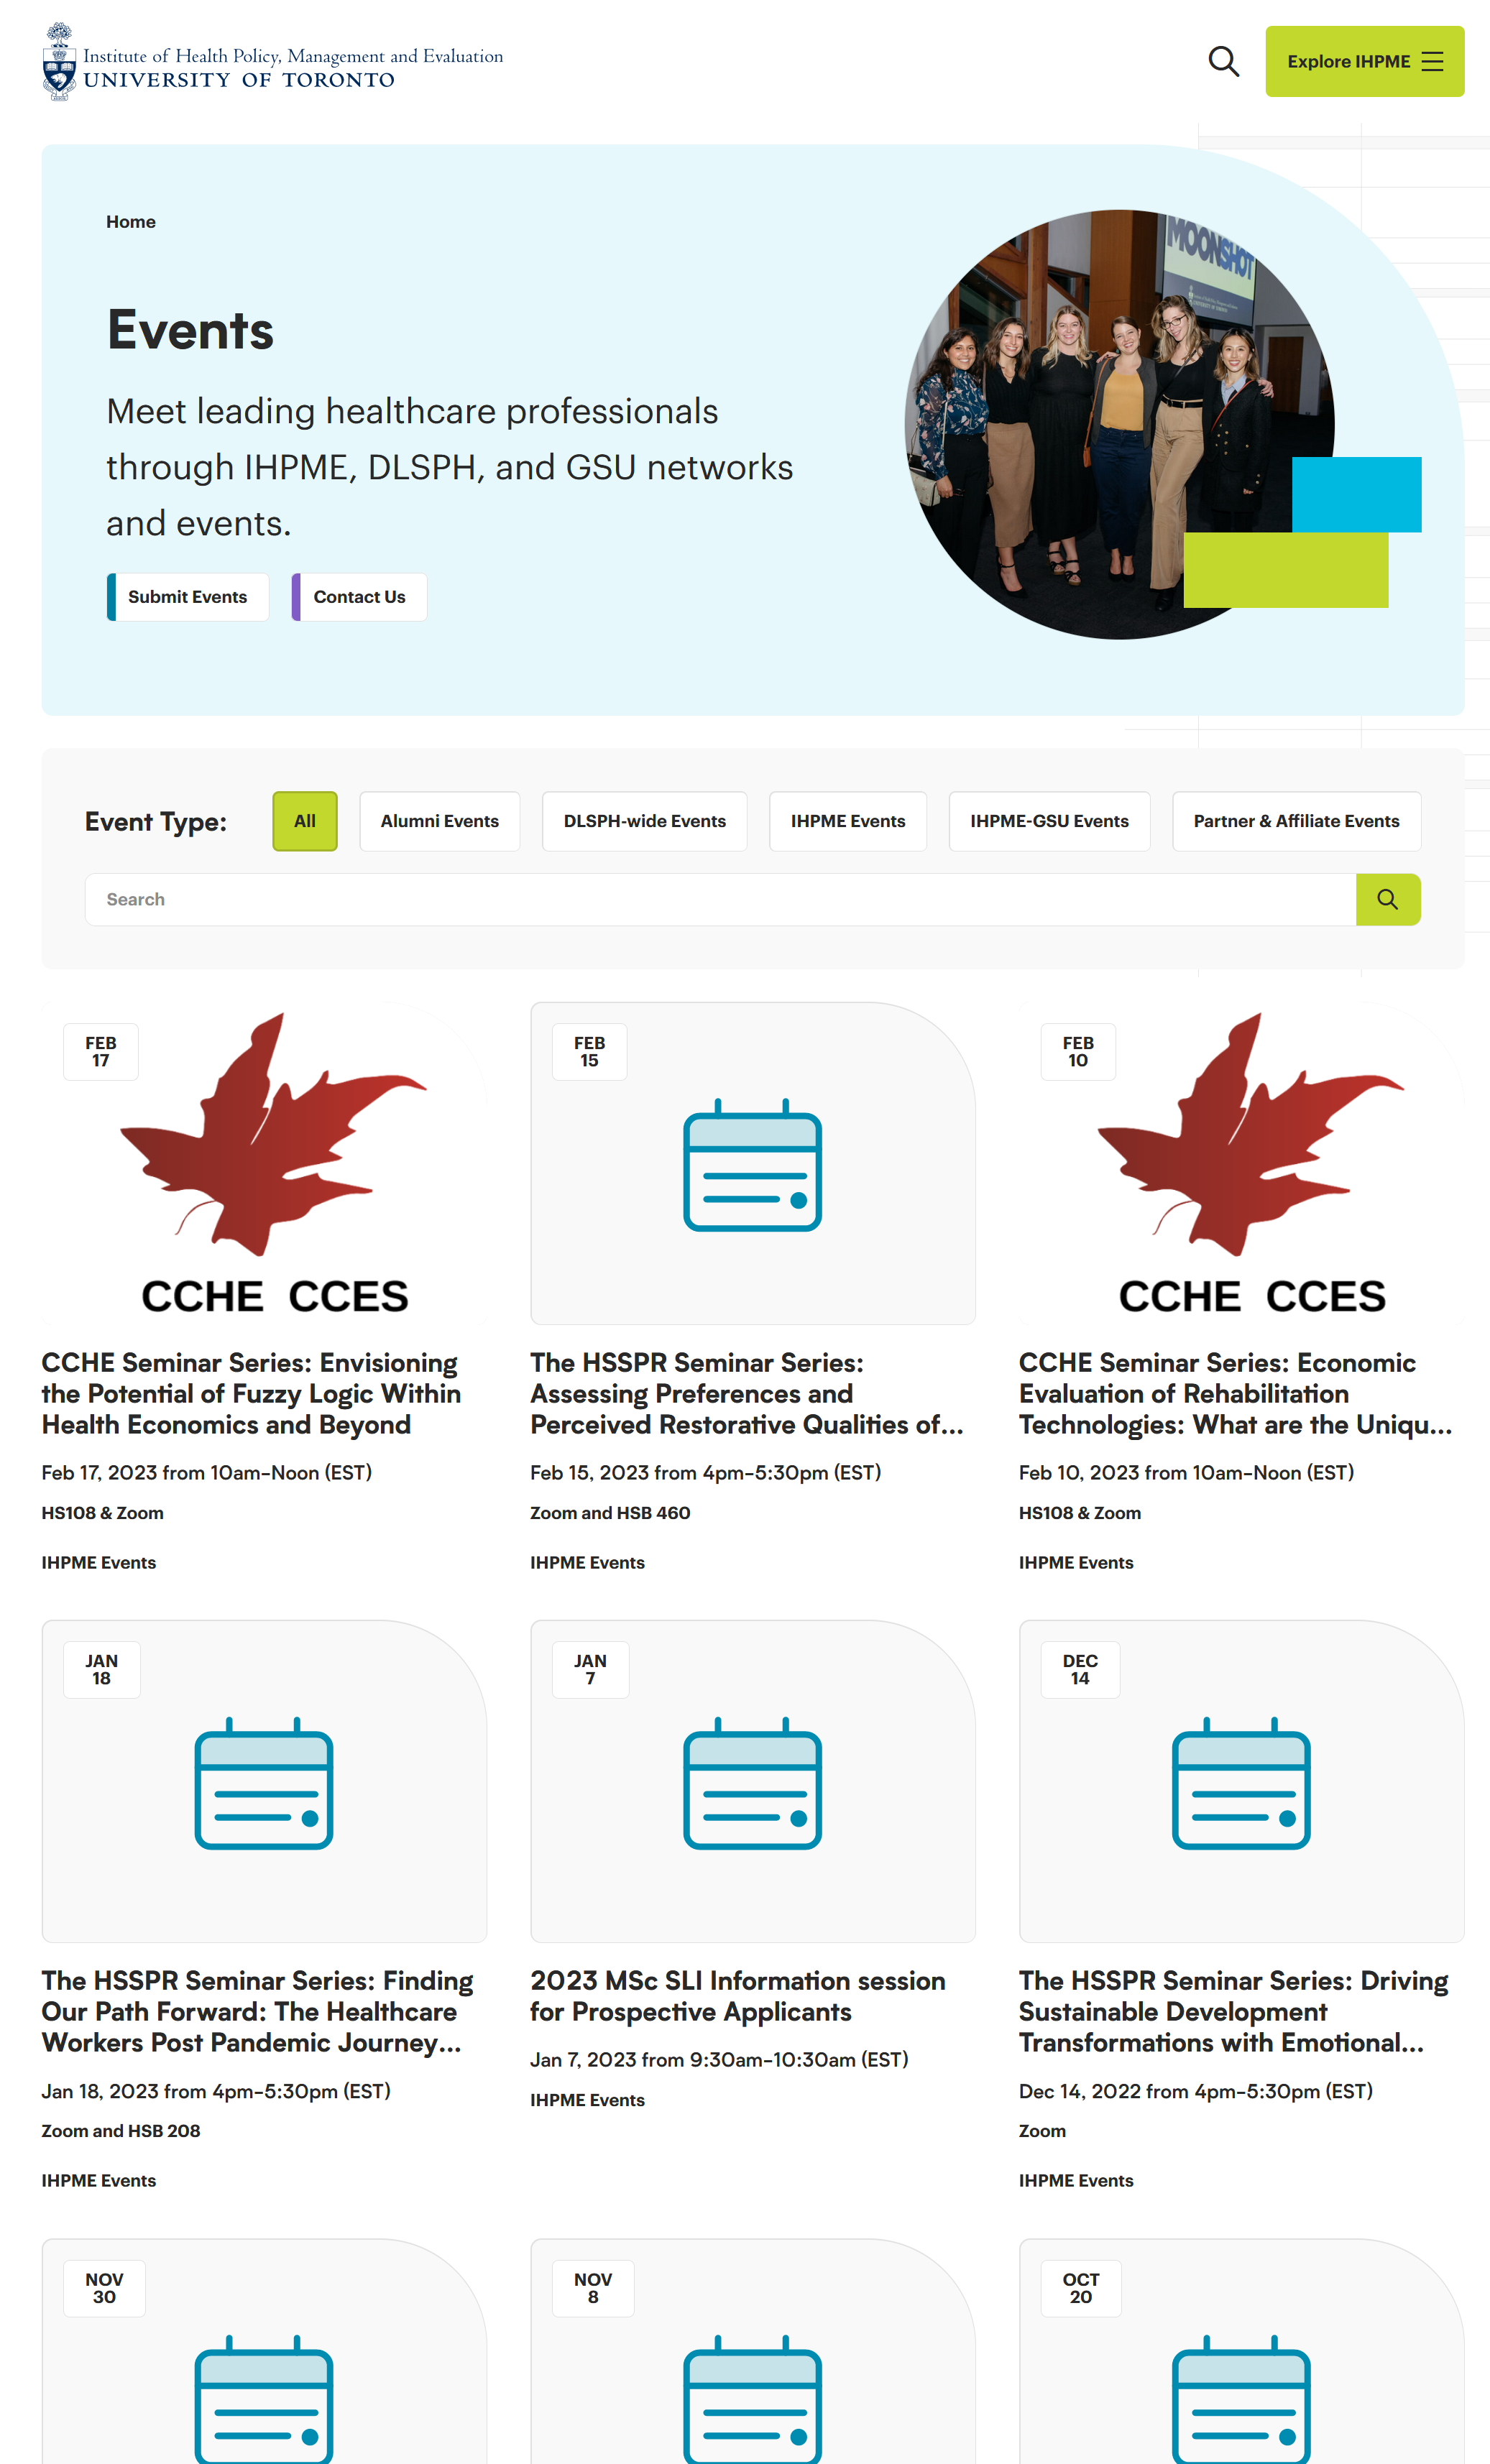 Institute of Health Policy, Management and Evaluation
UNIVERSITY OF TORONTO
Explore IHPME
Home
MOONSHOT
Events
Meet leading healthcare professionals
through IHPME, DLSPH, and GSU networks
and events.
Submit Events
Contact Us
Event Type:
All
Alumni Events
DLSPH-wide Events
IHPME Events
IHPME-GSU Events
Partner & Affiliate Events
Search
FEB
17
CCHE CCES
CCHE Seminar Series: Envisioning
the Potential of Fuzzy Logic Within
Health Economics and Beyond
Feb 17, 2023 from 10am–Noon (EST)
HS108 & Zoom
IHPME Events
FEB
15
The HSSPR Seminar Series:
Assessing Preferences and
Perceived Restorative Qualities of...
Feb 15, 2023 from 4pm–5:30pm (EST)
Zoom and HSB 460
IHPME Events
FEB
10
CCHE CCES
CCHE Seminar Series: Economic
Evaluation of Rehabilitation
Technologies: What are the Uniqu...
Feb 10, 2023 from 10am–Noon (EST)
HS108 & Zoom
IHPME Events
JAN
18
The HSSPR Seminar Series: Finding
Our Path Forward: The Healthcare
Workers Post Pandemic Journey...
Jan 18, 2023 from 4pm–5:30pm (EST)
Zoom and HSB 208
IHPME Events
JAN
7
2023 MSc SLI Information session
for Prospective Applicants
Jan 7, 2023 from 9:30am–10:30am (EST)
IHPME Events
DEC
14
The HSSPR Seminar Series: Driving
Sustainable Development
Transformations with Emotional...
Dec 14, 2022 from 4pm–5:30pm (EST)
Zoom
IHPME Events
NOV
30
NOV
8
OCT
20